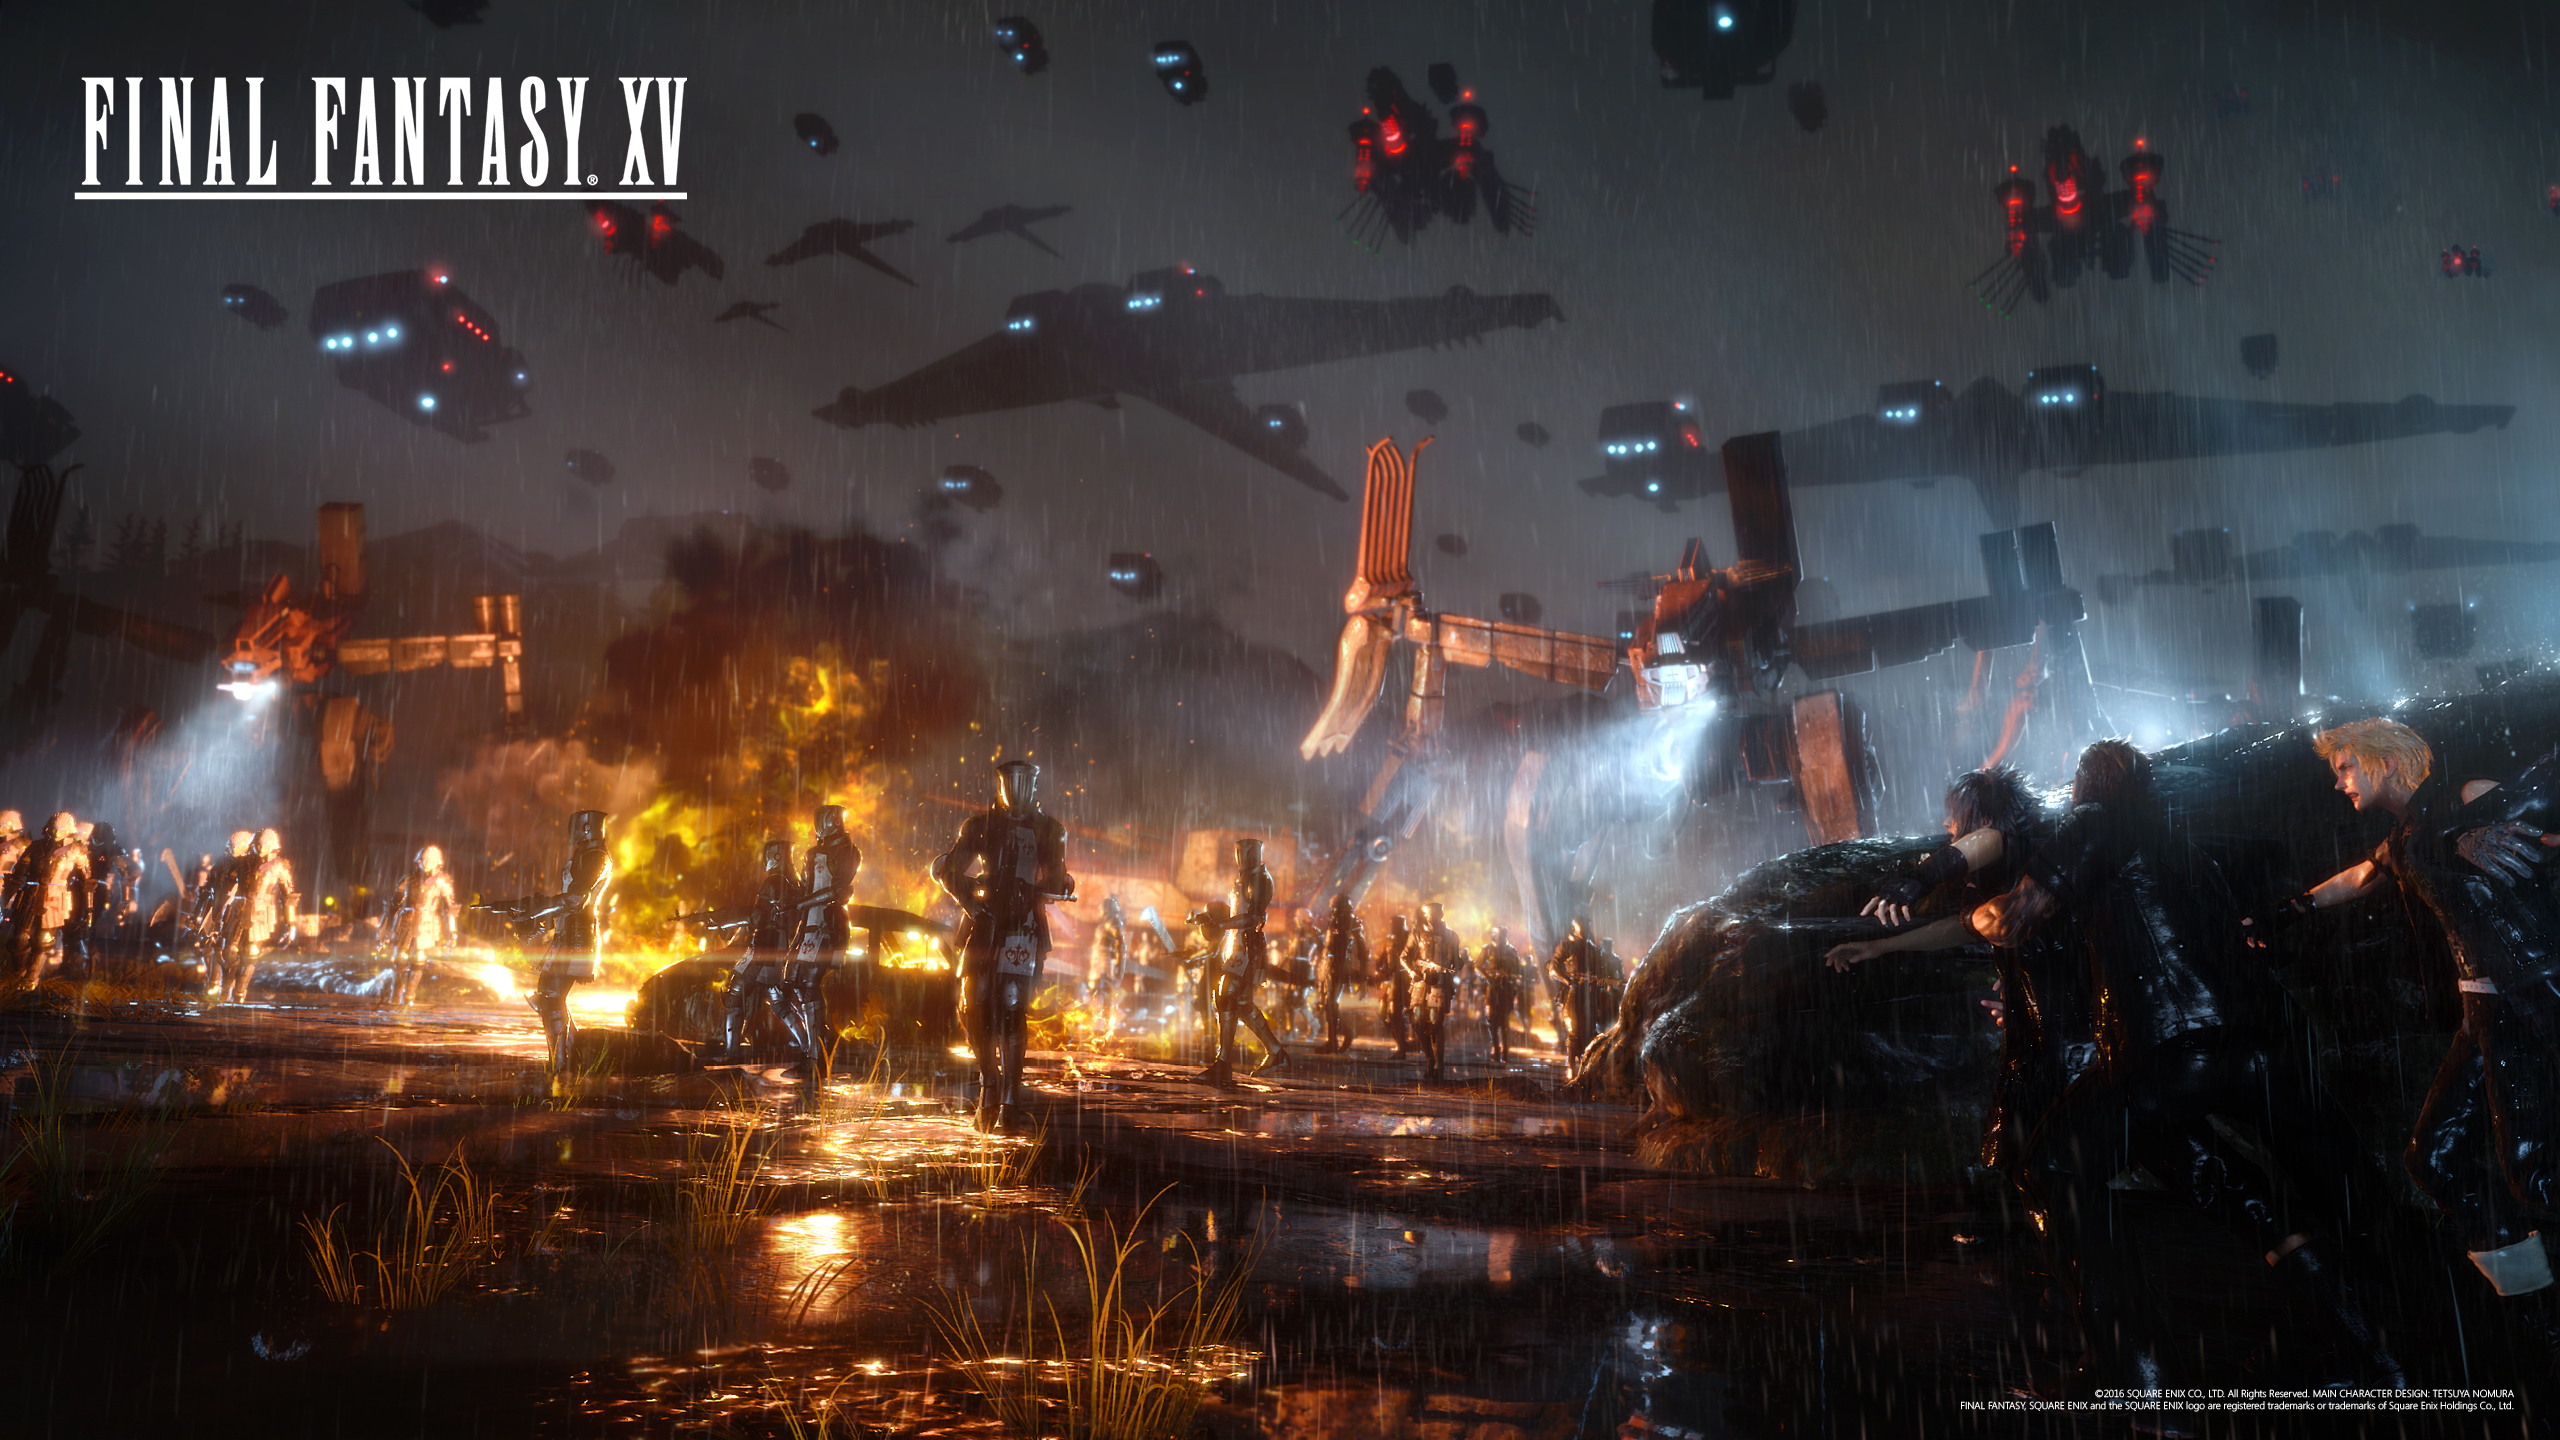 FINAL FANTASY® XV
©2016 SQUARE ENIX CO., LTD. All Rights Reserved. MAIN CHARACTER DESIGN: TETSUYA NOMURA
FINAL FANTASY, SQUARE ENIX and the SQUARE ENIX logo are registered trademarks or trademarks of Square Enix Holdings Co., Ltd.